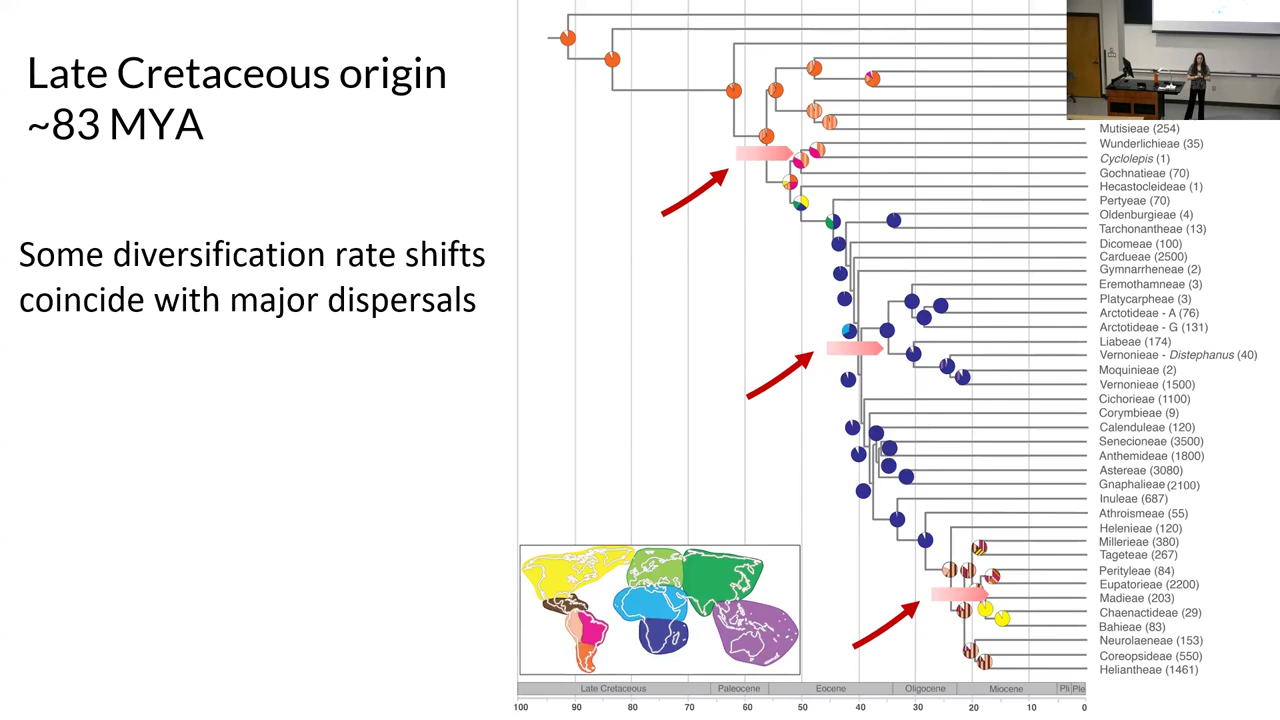 Late Cretaceous origin
~83 MYA
Some diversification rate shifts
coincide with major dispersals
Mutisieae (254)
Wunderlichieae (35)
Cyclolepis (1)
Gochnatieae (70)
Hecastocleideae (1)
Pertyeae (70)
Oldenburgieae (4)
Tarchonantheae (13)
Dicomeae (100)
Cardueae (2500)
Gymnarrheneae (2)
Eremothamneae (3)
Platycarpheae (3)
Arctotideae - A (76)
Arctotideae - G (131)
Liabeae (174)
Vernonieae - Distephanus (40)
Moquinieae (2)
Vernonieae (1500)
Cichorieae (1100)
Corymbieae (9)
Calenduleae (120)
Senecioneae (3500)
Anthemideae (1800)
Astereae (3080)
Gnaphalieae (2100)
Inuleae (687)
Athroismeae (55)
Helenieae (120)
Millerieae (380)
Tageteae (267)
Perityleae (84)
Eupatorieae (2200)
Madieae (203)
Chaenactideae (29)
Bahieae (83)
Neurolaeneae (153)
Coreopsideae (550)
Heliantheae (1461)
Late Cretaceous Paleocene Eocene Oligocene Miocene Pli Ple
100 90 80 70 60 50 40 30 20 10 0